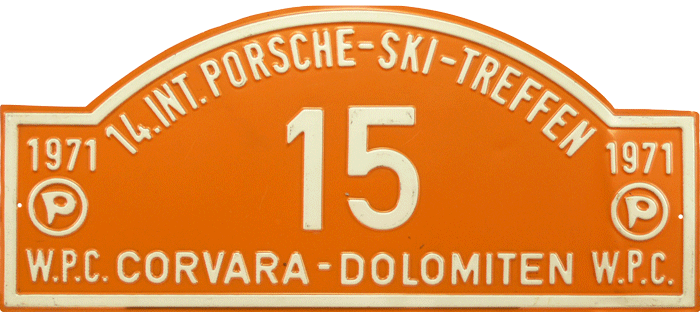 14. INT. PORSCHE-SKI-TREFFEN
1971 15 1971
P P
W.P.C. CORVARA - DOLOMITEN W.P.C.